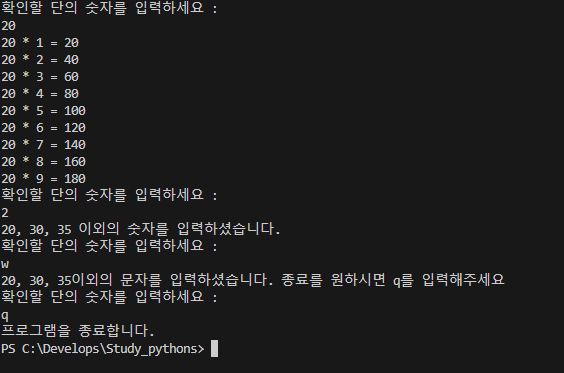 확인할 단의 숫자를 입력하세요 :
20
20 * 1 = 20
20 * 2 = 40
20 * 3 = 60
20 * 4 = 80
20 * 5 = 100
20 * 6 = 120
20 * 7 = 140
20 * 8 = 160
20 * 9 = 180
확인할 단의 숫자를 입력하세요 :
2
20, 30, 35 이외의 숫자를 입력하셨습니다.
확인할 단의 숫자를 입력하세요 :
w
20, 30, 35이외의 문자를 입력하셨습니다. 종료를 원하시면 q를 입력해주세요
확인할 단의 숫자를 입력하세요 :
q
프로그램을 종료합니다.
PS C:\Develops\Study_pythons>